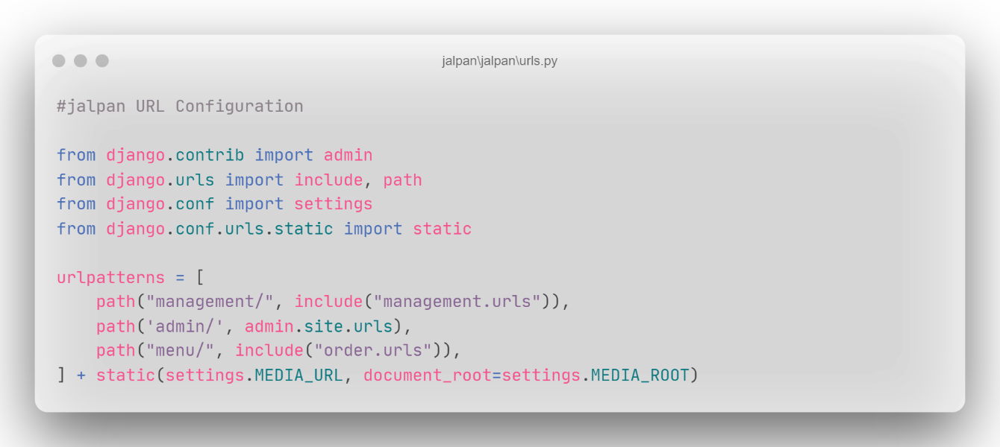 jalpan\jalpan\urls.py
#jalpan URL Configuration
from django.contrib import admin
from django.urls import include, path
from django.conf import settings
from django.conf.urls.static import static
urlpatterns = [
    path("management/", include("management.urls")),
    path('admin/', admin.site.urls),
    path("menu/", include("order.urls")),
] + static(settings.MEDIA_URL, document_root=settings.MEDIA_ROOT)